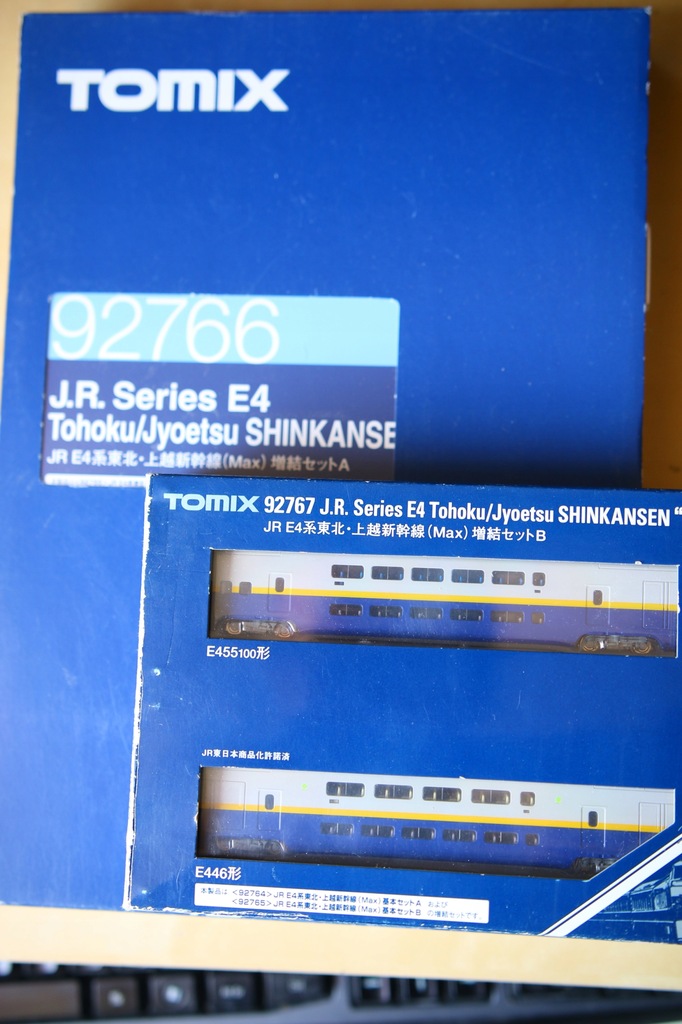 TOMIX
92766
J.R. Series E4
Tohoku/Jyoetsu SHINKANSE
JR E4系東北・上越新幹線(Max) 増結セットA
TOMIX 92767 J.R. Series E4 Tohoku/Jyoetsu SHINKANSEN “
JR E4系東北・上越新幹線(Max) 増結セットB
E455100形
JR東日本商品化許諾済
E446形
本製品は <92764>JR E4系東北・上越新幹線(Max)基本セットA および
<92765>JR E4系東北・上越新幹線(Max)基本セットB の増結セットです。